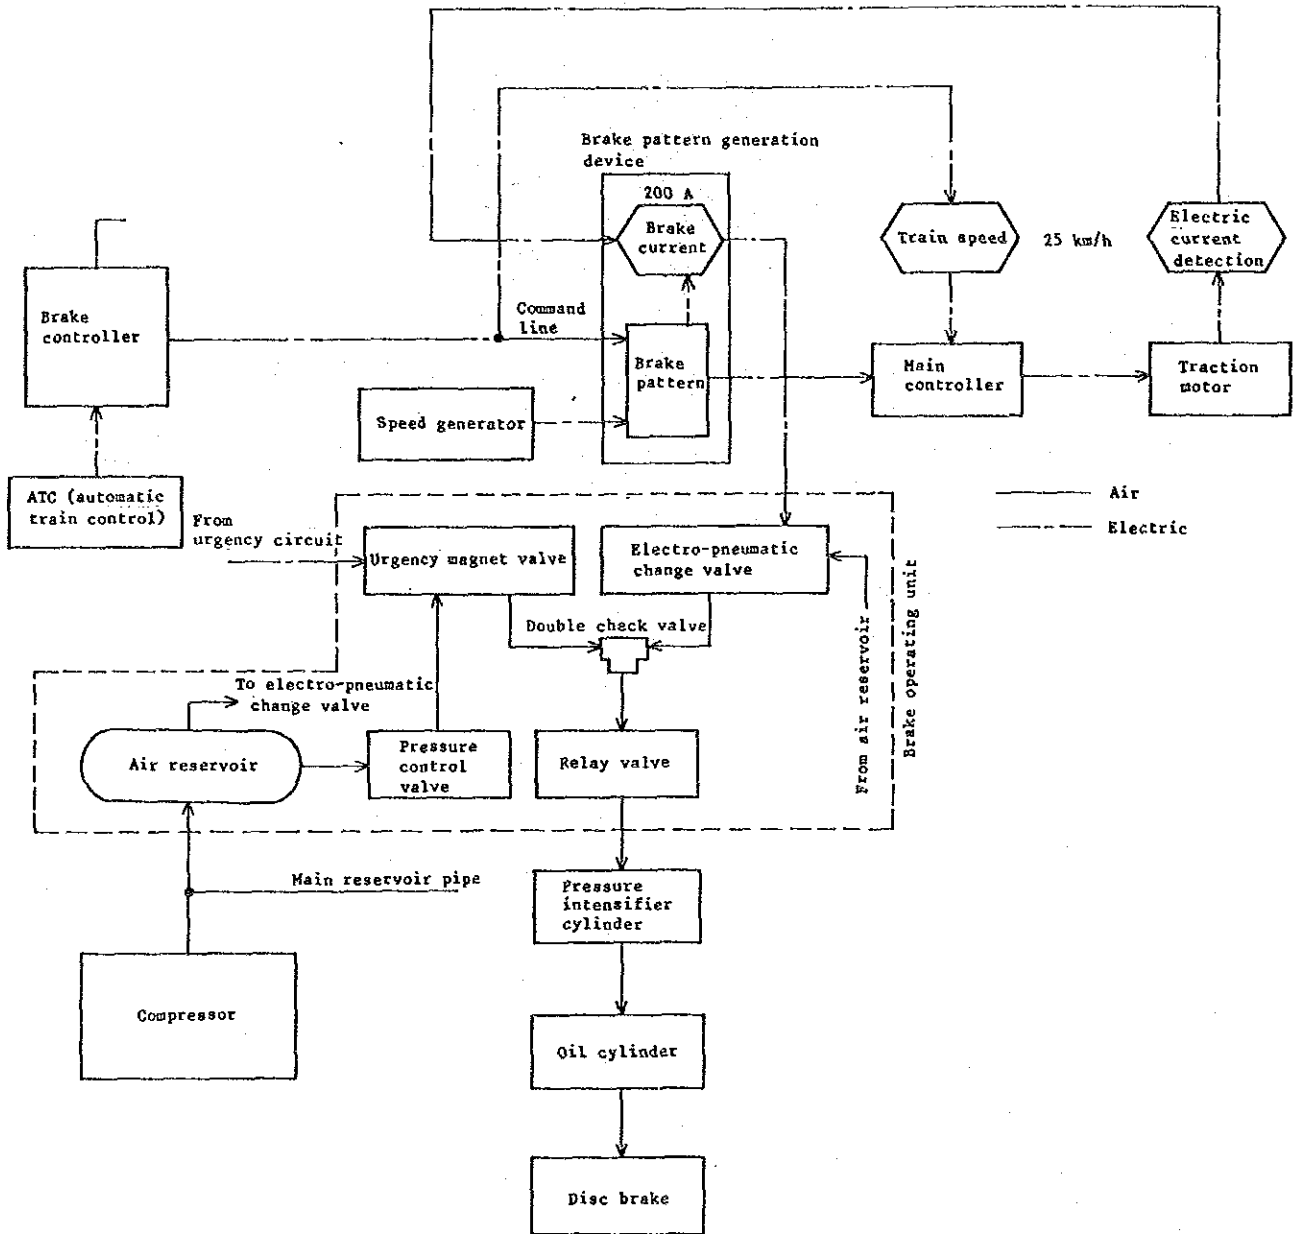 Brake pattern generation
device
200 A
Brake
current
Train speed
25 km/h
Electric
current
detection
Brake
controller
Command
line
Brake
pattern
Main
controller
Traction
motor
Speed generator
ATC (automatic
train control)
From
urgency circuit
Air
Electric
Urgency magnet valve
Electro-pneumatic
change valve
Double check valve
To electro-pneumatic
change valve
From air reservoir
Brake operating unit
Air reservoir
Pressure
control
valve
Relay valve
Main reservoir pipe
Pressure
intensifier
cylinder
Compressor
Oil cylinder
Disc brake